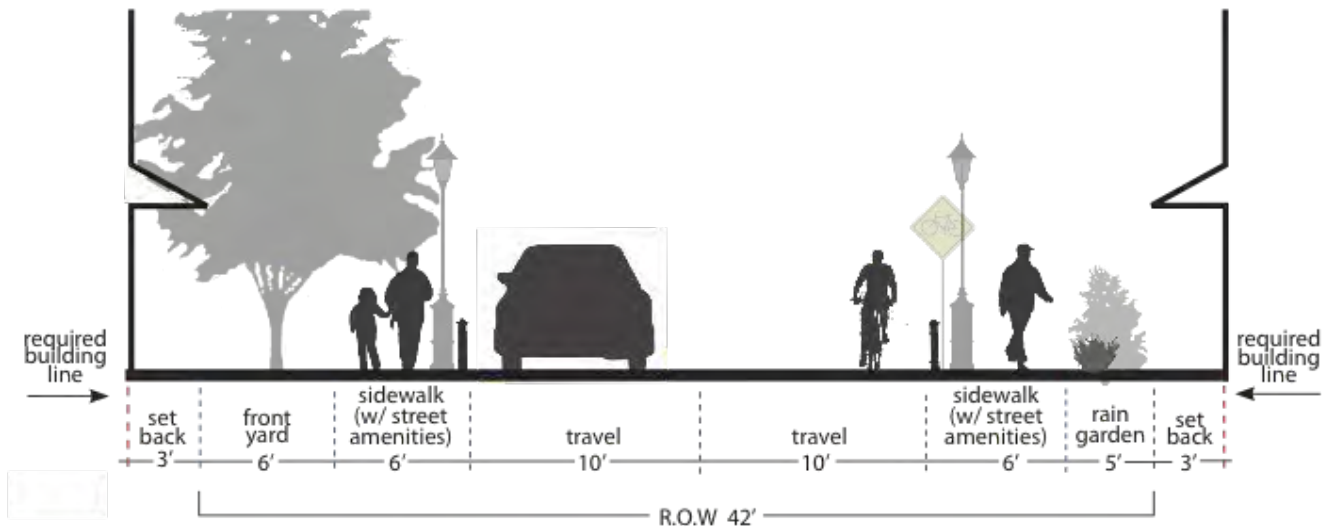 required
building
line
required
building
line
set
back
3'
front
yard
6'
sidewalk
(w/ street
amenities)
6'
travel
10'
travel
10'
sidewalk
(w/ street
amenities)
6'
rain
garden
5'
set
back
3'
R.O.W 42'